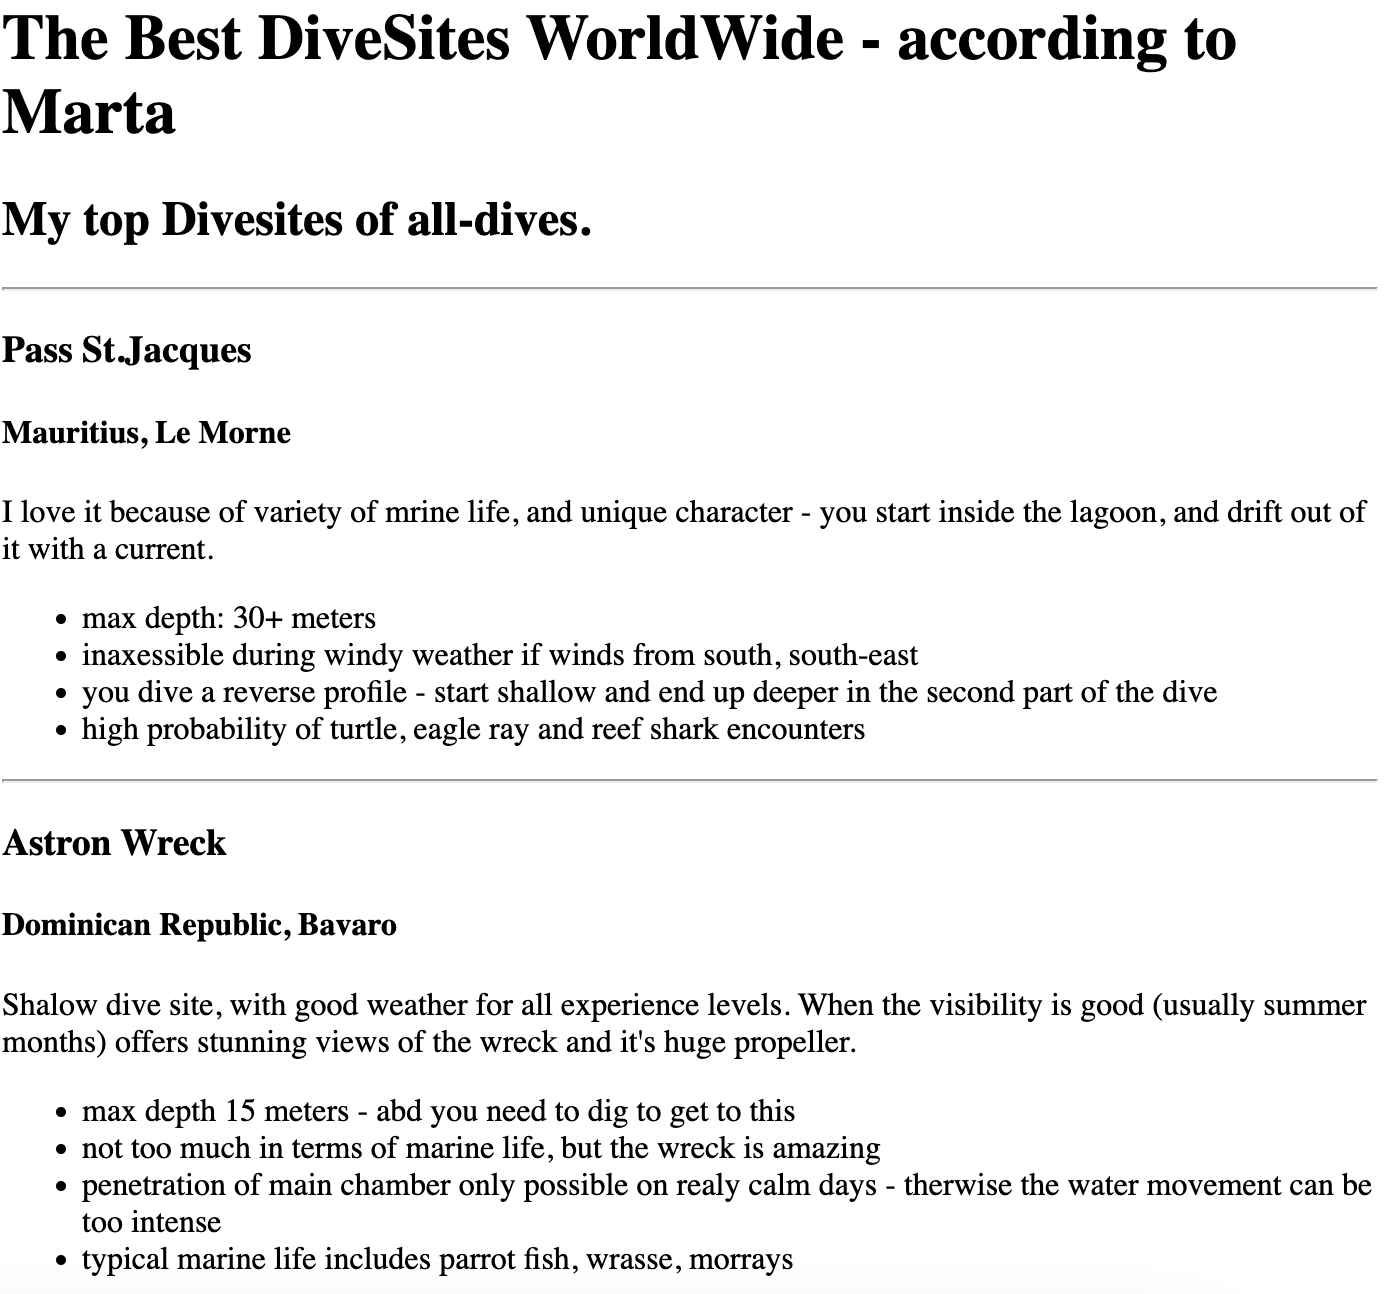 The Best DiveSites WorldWide - according to
Marta
My top Divesites of all-dives.
Pass St.Jacques
Mauritius, Le Morne
I love it because of variety of mrine life, and unique character - you start inside the lagoon, and drift out of
it with a current.
• max depth: 30+ meters
• inaxessible during windy weather if winds from south, south-east
• you dive a reverse profile - start shallow and end up deeper in the second part of the dive
• high probability of turtle, eagle ray and reef shark encounters
Astron Wreck
Dominican Republic, Bavaro
Shalow dive site, with good weather for all experience levels. When the visibility is good (usually summer
months) offers stunning views of the wreck and it's huge propeller.
• max depth 15 meters - abd you need to dig to get to this
• not too much in terms of marine life, but the wreck is amazing
• penetration of main chamber only possible on realy calm days - therwise the water movement can be
too intense
• typical marine life includes parrot fish, wrasse, morrays